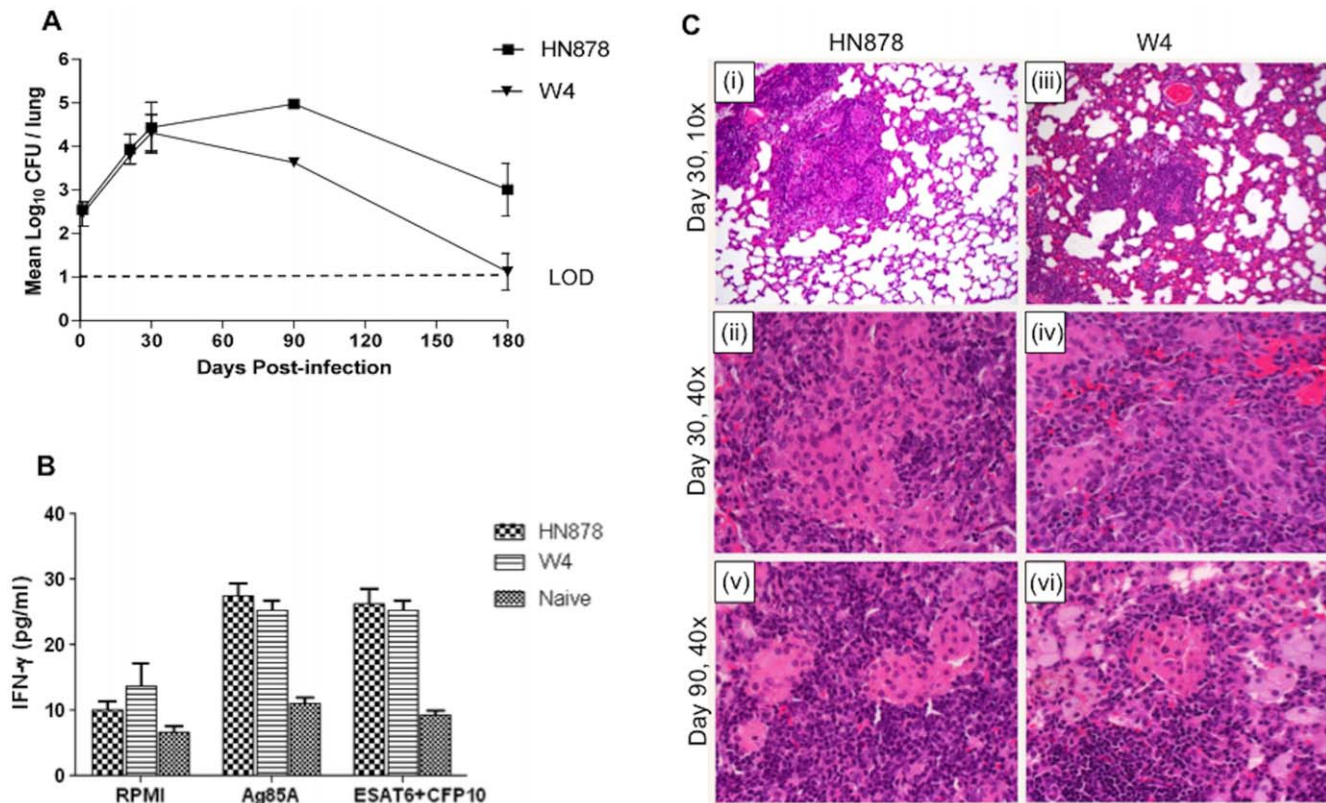 A
HN878
W4
6
5
4
3
2
1
0
Mean Log10 CFU / lung
LOD
0 30 60 90 120 150 180
Days Post-infection
B
40
30
20
10
0
IFN-γ (pg/ml)
HN878
W4
Naive
RPMI Ag85A ESAT6+CFP10
C
HN878 W4
Day 30, 10x
(i) (iii)
Day 30, 40x
(ii) (iv)
Day 90, 40x
(v) (vi)